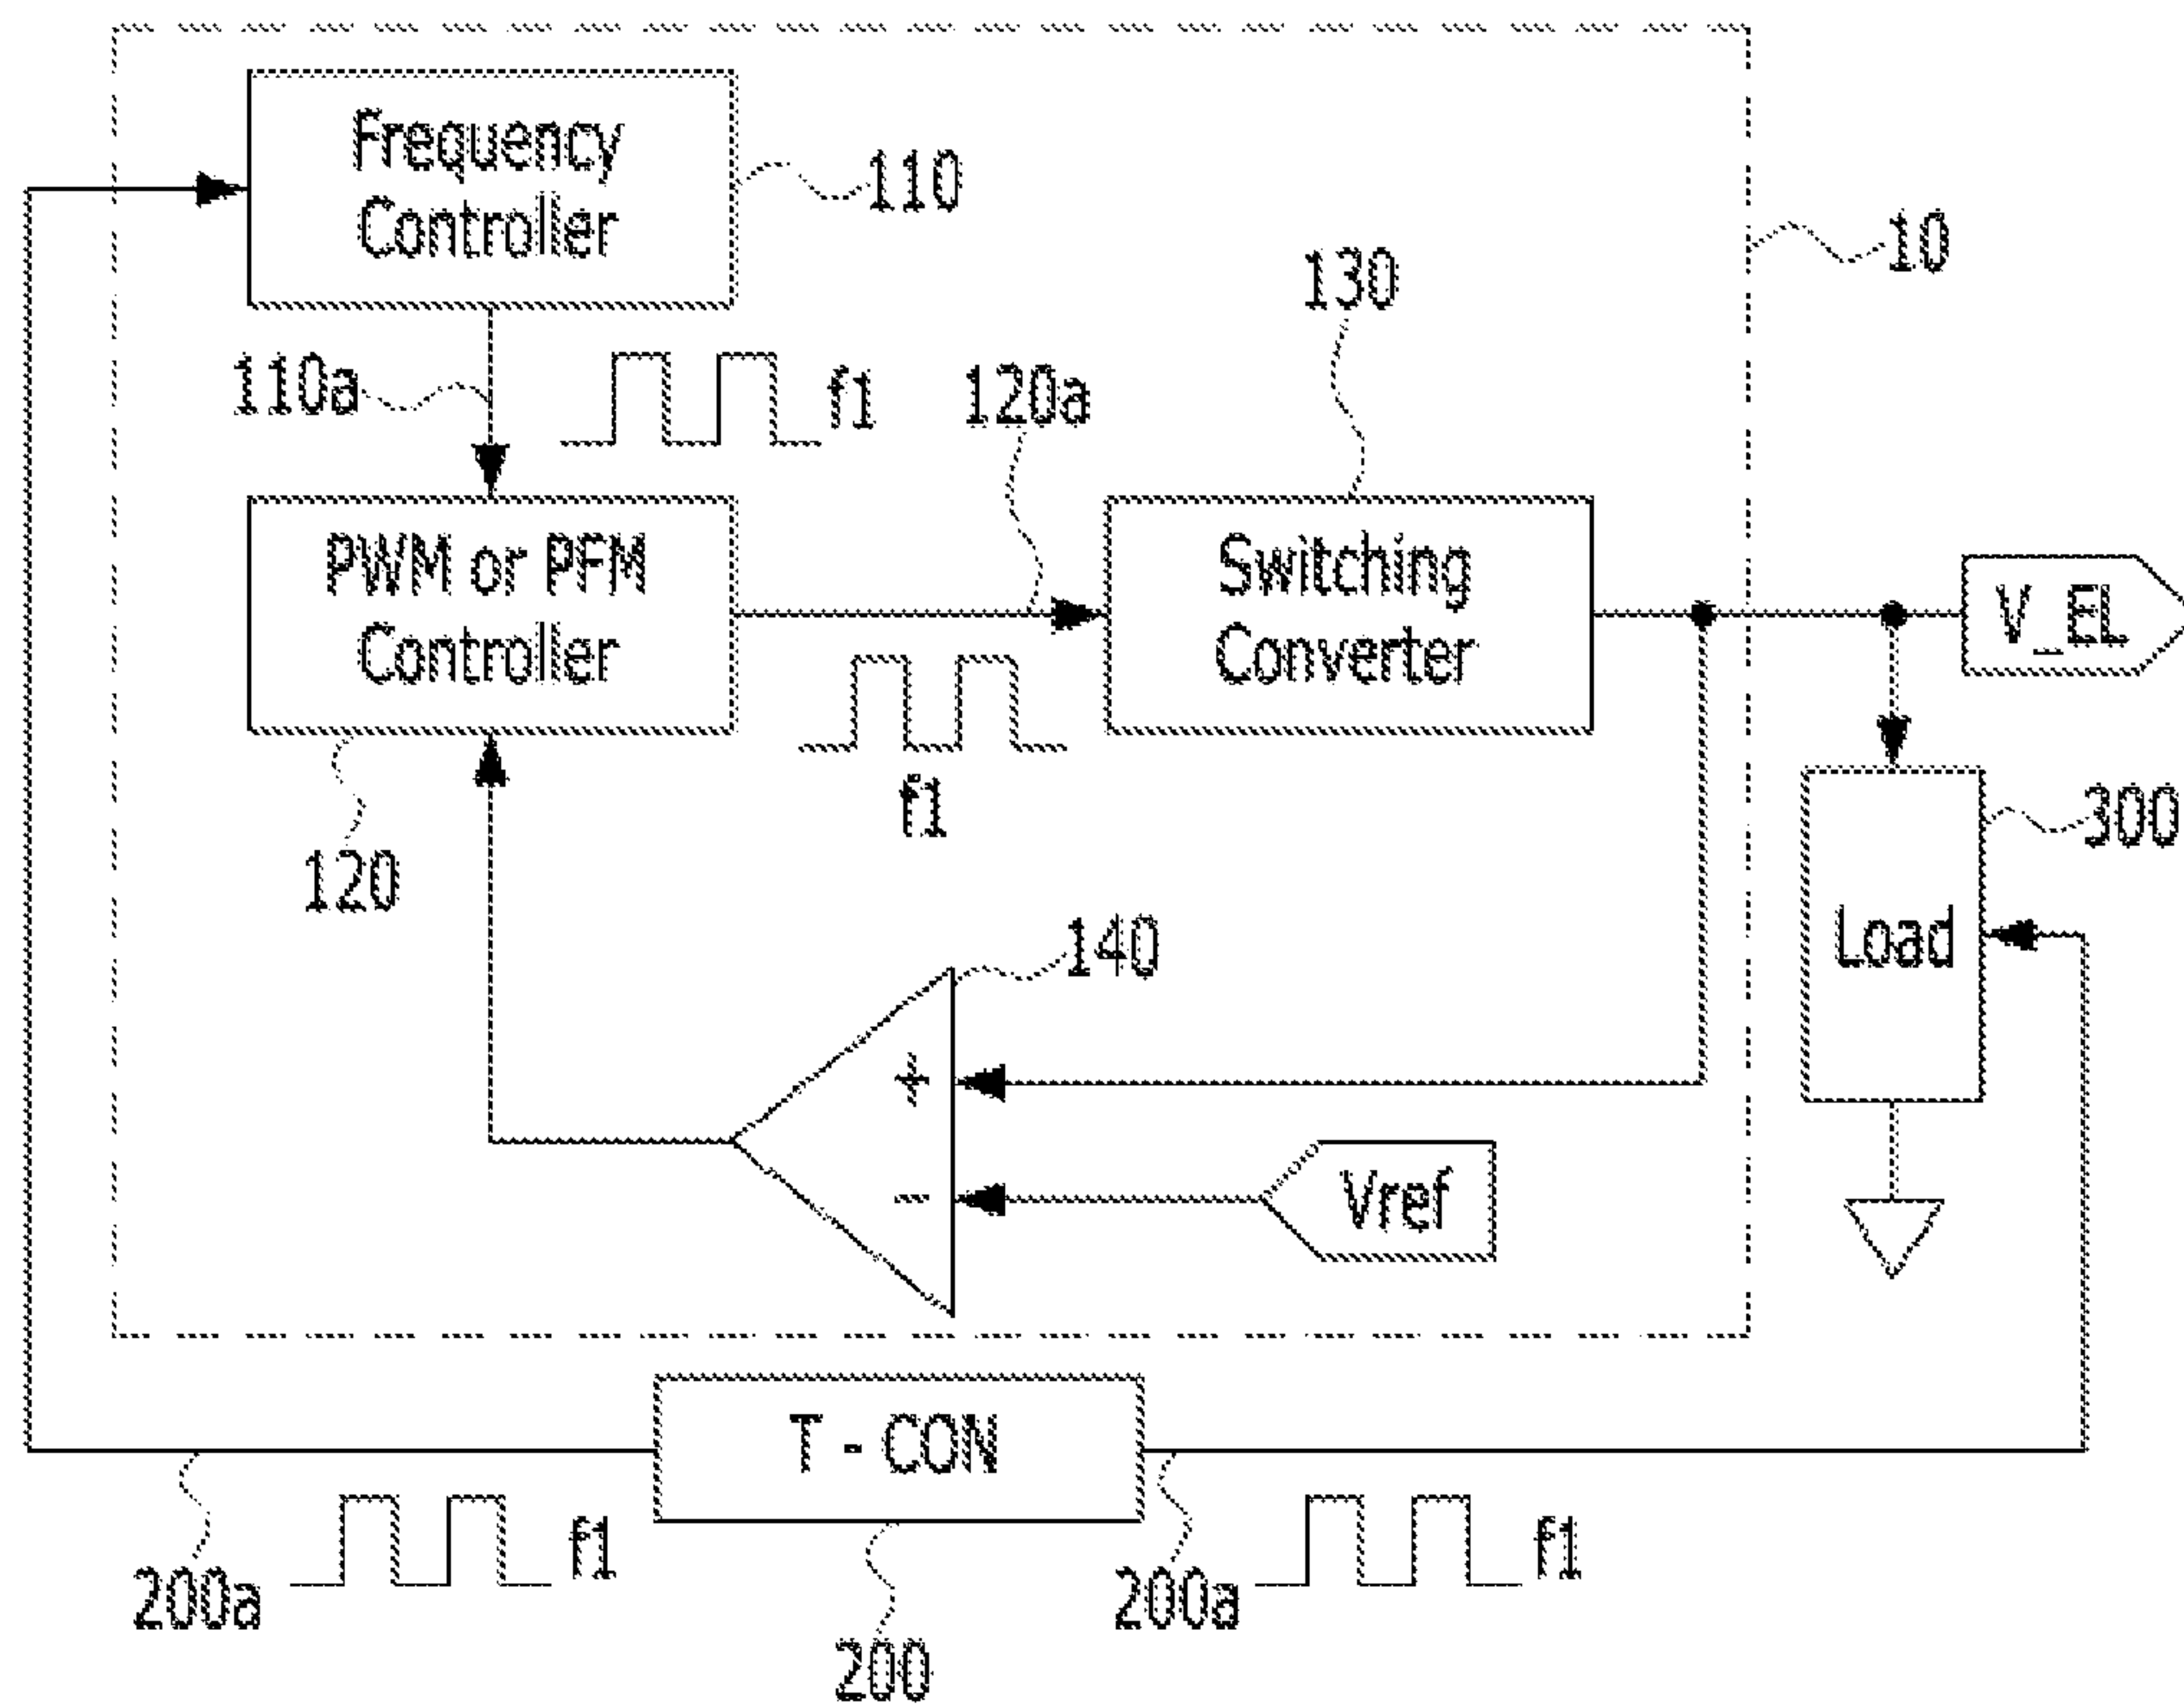 Frequency
Controller
110
10
130
110a
f1
120a
PWM or PFM
Controller
Switching
Converter
V_EL
f1
120
300
140
Load
+
-
Vref
T - CON
200a
f1
200
200a
f1